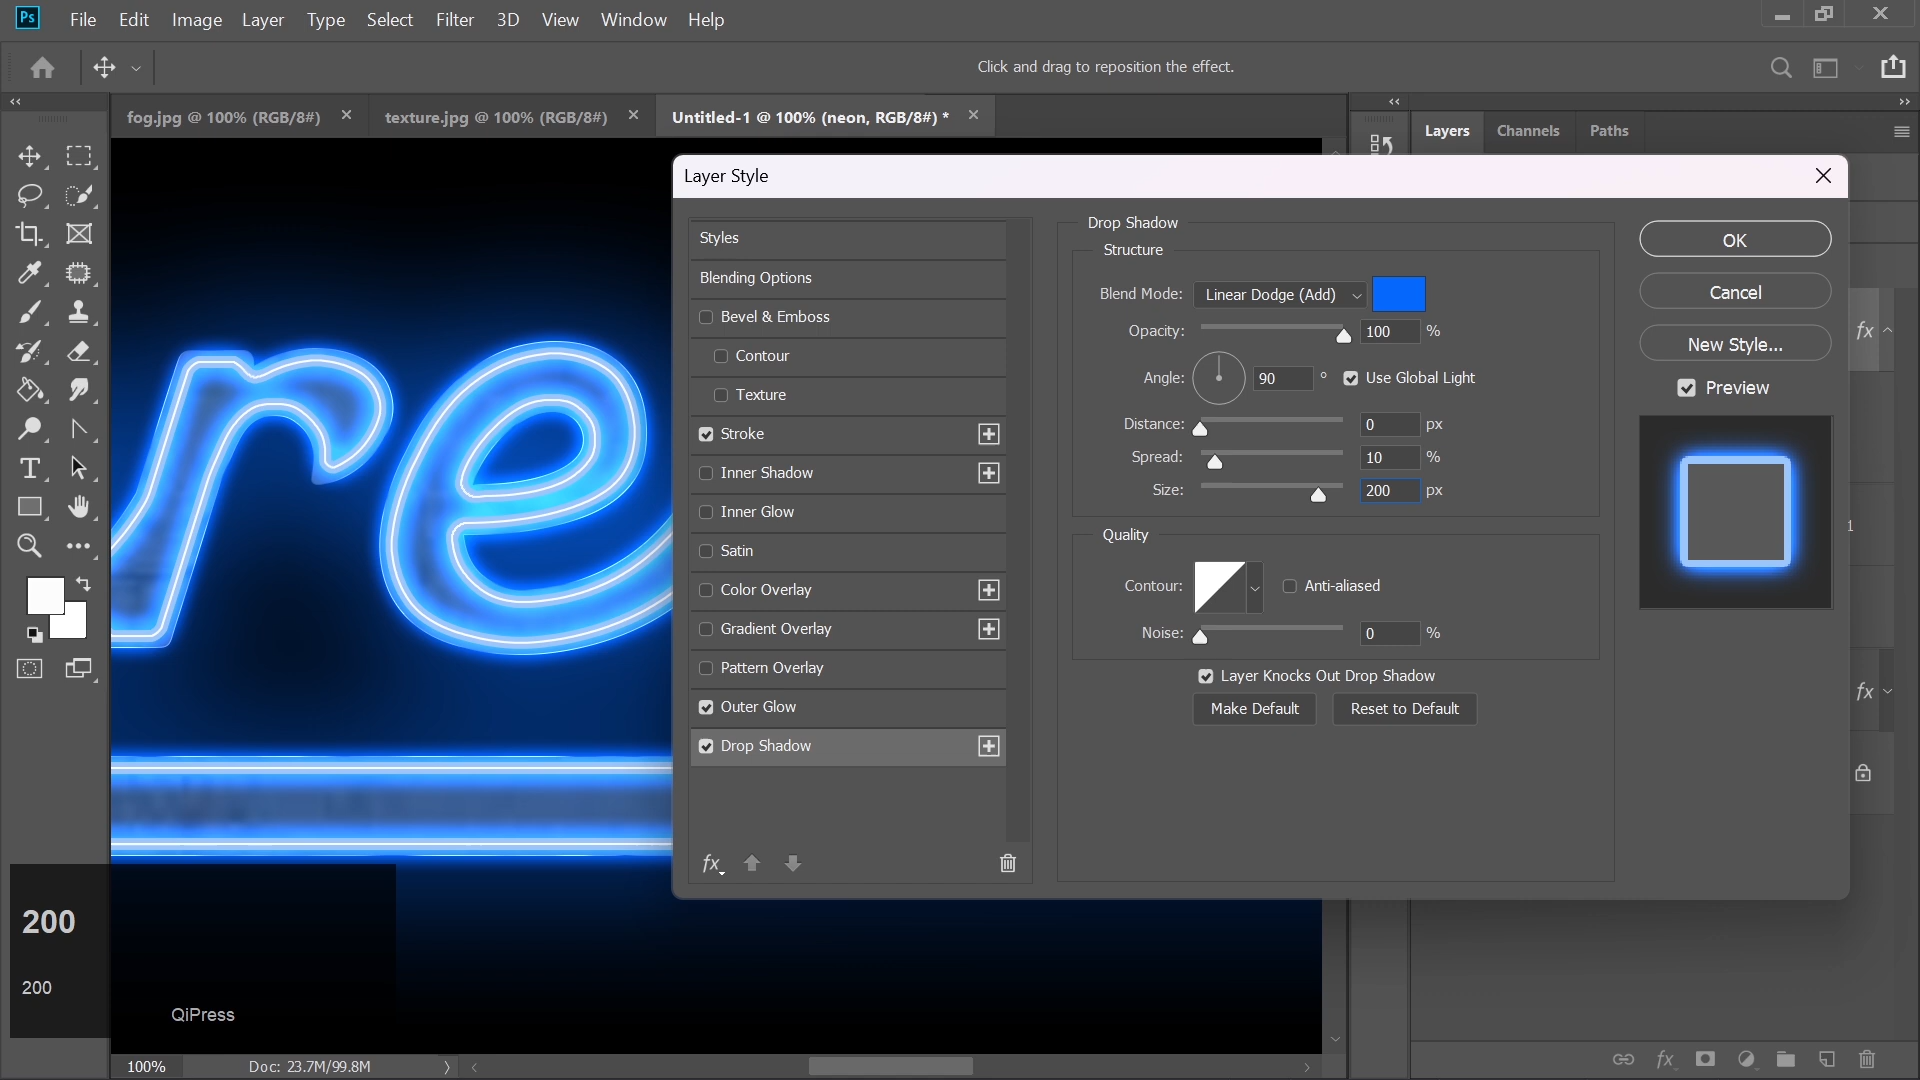 Ps File Edit Image Layer Type Select Filter 3D View Window Help
Click and drag to reposition the effect.
fog.jpg @ 100% (RGB/8#)
texture.jpg @ 100% (RGB/8#)
Untitled-1 @ 100% (neon, RGB/8#) *
Layers Channels Paths
Layer Style
Styles
Blending Options
Bevel & Emboss
Contour
Texture
Stroke
Inner Shadow
Inner Glow
Satin
Color Overlay
Gradient Overlay
Pattern Overlay
Outer Glow
Drop Shadow
fx
Drop Shadow
Structure
Blend Mode: Linear Dodge (Add)
Opacity: 100 %
Angle: 90 ° Use Global Light
Distance: 0 px
Spread: 10 %
Size: 200 px
Quality
Contour: Anti-aliased
Noise: 0 %
Layer Knocks Out Drop Shadow
Make Default Reset to Default
OK
Cancel
New Style...
Preview
fx
1
fx
re
T
200
200
QiPress
100% Doc: 23.7M/99.8M
fx